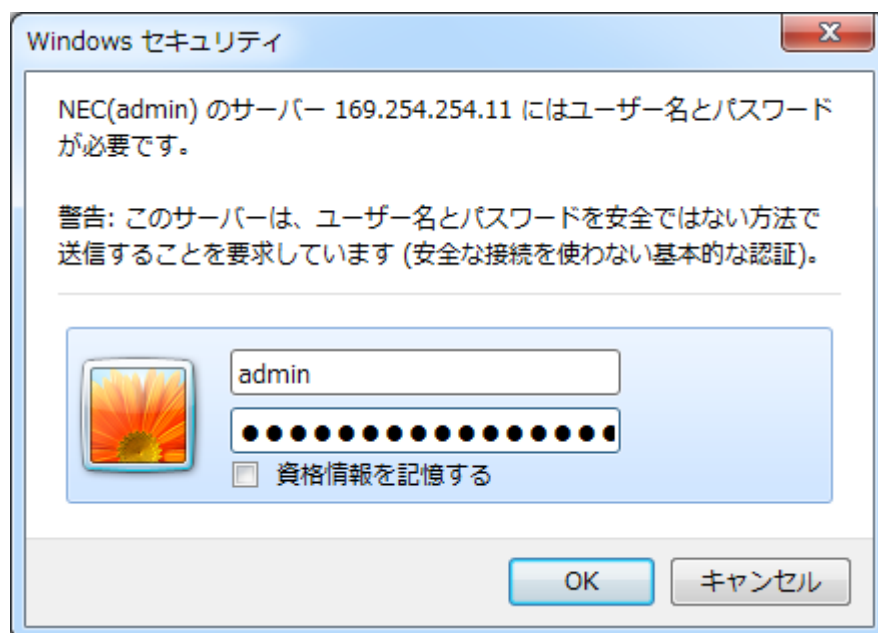 Windows セキュリティ
NEC(admin) のサーバー 169.254.254.11 にはユーザー名とパスワード
が必要です。
警告: このサーバーは、ユーザー名とパスワードを安全ではない方法で
送信することを要求しています (安全な接続を使わない基本的な認証)。
admin
●●●●●●●●●●●●●●●●
資格情報を記憶する
OK
キャンセル